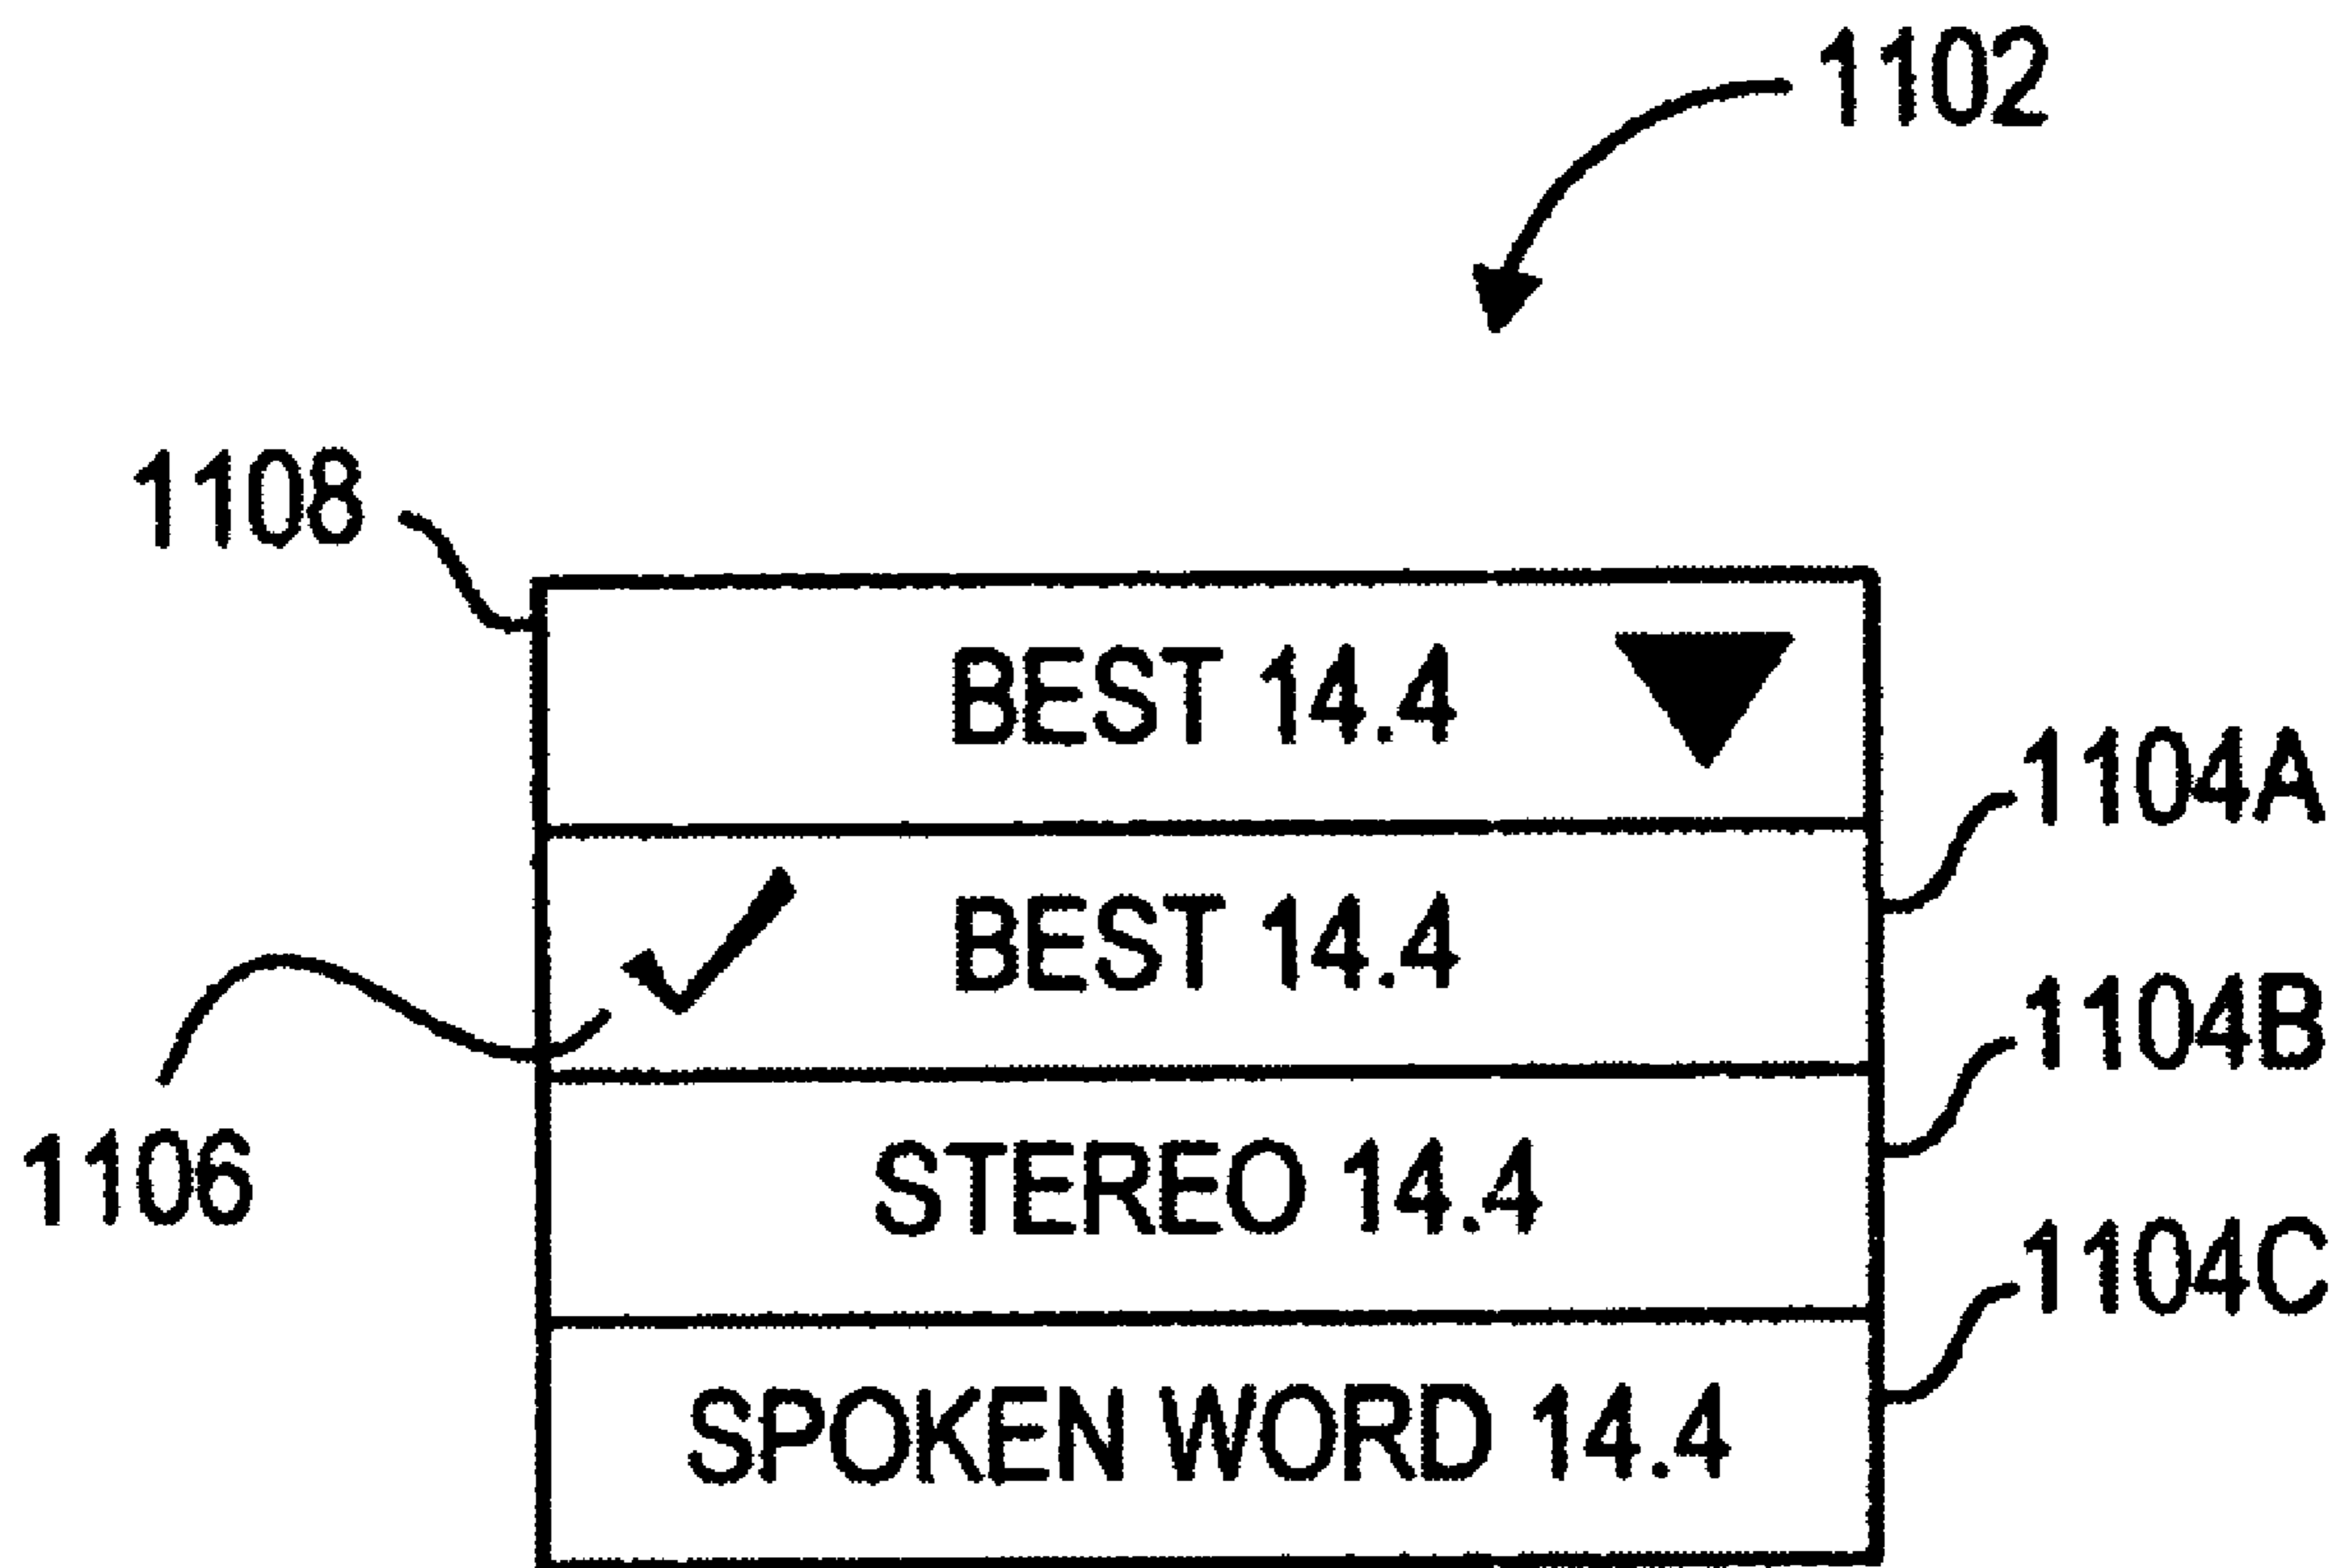 1102
1108
BEST 14.4
1104A
BEST 14.4
1104B
1106
STEREO 14.4
1104C
SPOKEN WORD 14.4